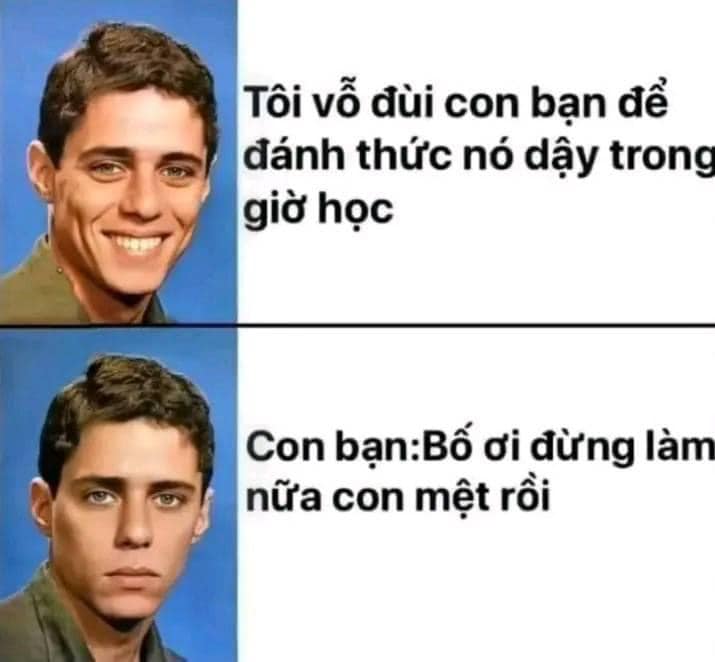 Tôi vỗ đùi con bạn để
đánh thức nó dậy trong
giờ học
Con bạn:Bố ơi đừng làm
nữa con mệt rồi